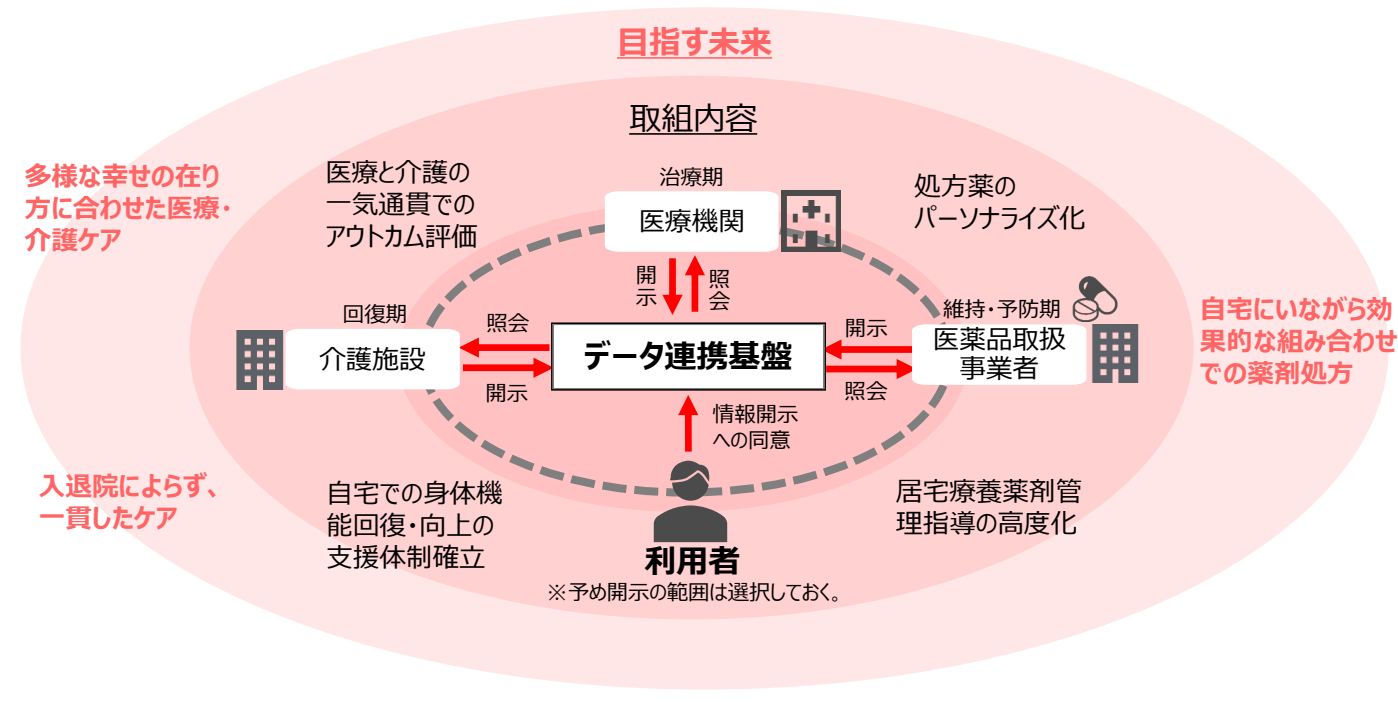 目指す未来
取組内容
多様な幸せの在り
方に合わせた医療・
介護ケア
医療と介護の
一気通貫での
アウトカム評価
治療期
医療機関
処方薬の
パーソナライズ化
開示
照会
回復期
介護施設
照会
開示
データ連携基盤
開示
照会
維持・予防期
医薬品取扱
事業者
自宅にいながら効
果的な組み合わせ
での薬剤処方
情報開示
への同意
入退院によらず、
一貫したケア
自宅での身体機
能回復・向上の
支援体制確立
居宅療養薬剤管
理指導の高度化
利用者
※予め開示の範囲は選択しておく。